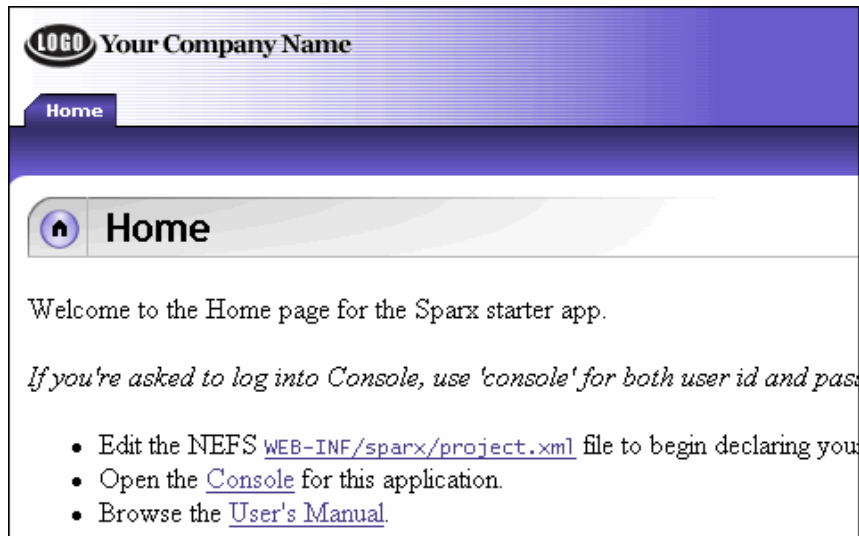 LOGO Your Company Name
Home
Home
Welcome to the Home page for the Sparx starter app.
If you're asked to log into Console, use 'console' for both user id and pass
• Edit the NEFS WEB-INF/sparx/project.xml file to begin declaring you
• Open the Console for this application.
• Browse the User's Manual.